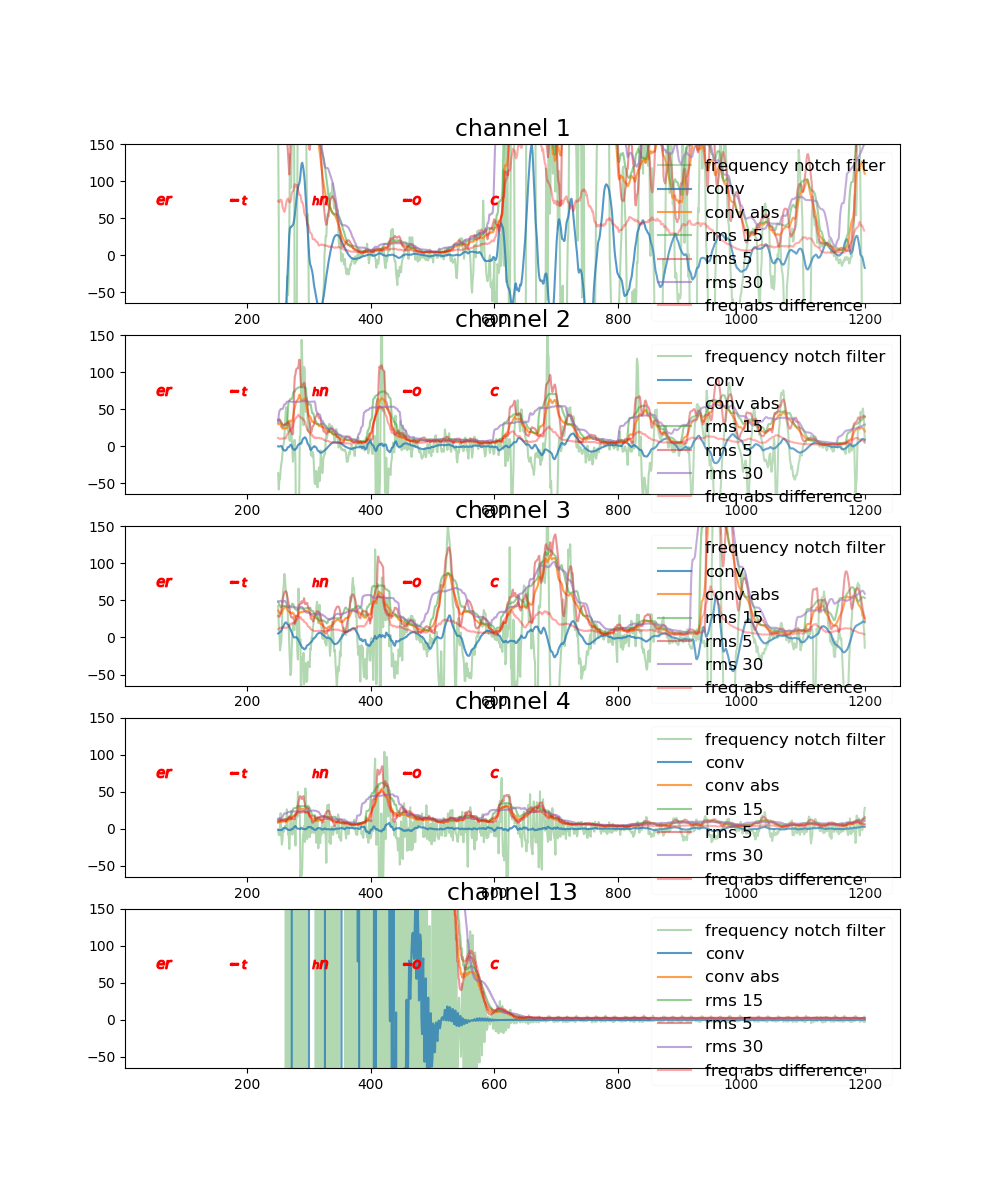 channel 1
150
100
50
0
−50
er
-t
hn
-o
c
frequency notch filter
conv
conv abs
rms 15
rms 5
rms 30
freq abs difference
200 400 600 800 1000 1200
channel 2
150
100
50
0
−50
er
-t
hn
-o
c
frequency notch filter
conv
conv abs
rms 15
rms 5
rms 30
freq abs difference
200 400 600 800 1000 1200
channel 3
150
100
50
0
−50
er
-t
hn
-o
c
frequency notch filter
conv
conv abs
rms 15
rms 5
rms 30
freq abs difference
200 400 600 800 1000 1200
channel 4
150
100
50
0
−50
er
-t
hn
-o
c
frequency notch filter
conv
conv abs
rms 15
rms 5
rms 30
freq abs difference
200 400 600 800 1000 1200
channel 13
150
100
50
0
−50
er
-t
hn
-o
c
frequency notch filter
conv
conv abs
rms 15
rms 5
rms 30
freq abs difference
200 400 600 800 1000 1200